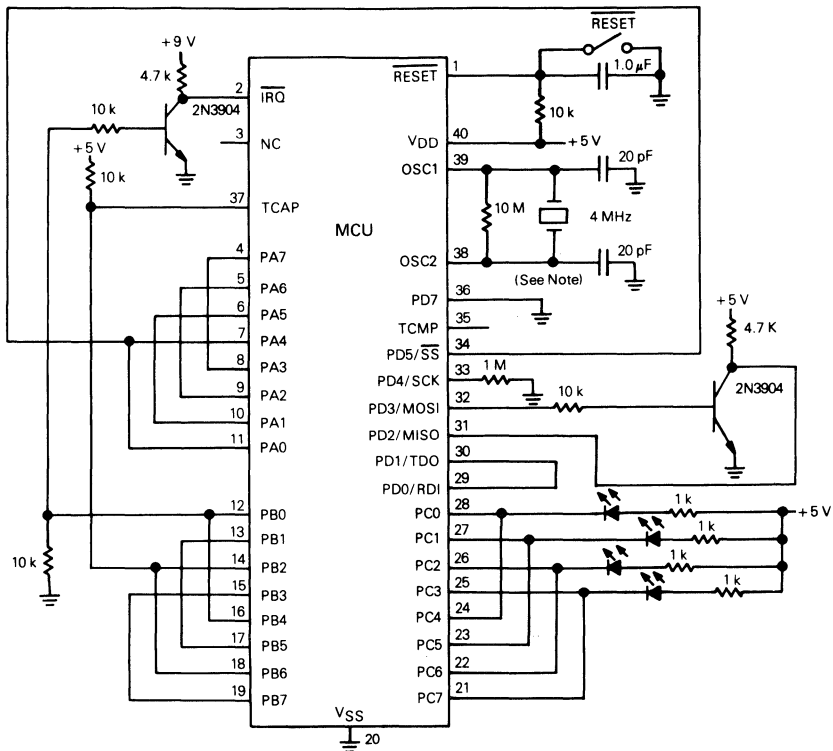 RESET
+9 V
4.7 k
2
IRQ
2N3904
10 k
3
NC
+5 V
10 k
37
TCAP
MCU
4
PA7
5
PA6
6
PA5
7
PA4
8
PA3
9
PA2
10
PA1
11
PA0
12
PB0
13
PB1
10 k
14
PB2
15
PB3
16
PB4
17
PB5
18
PB6
19
PB7
VSS
20
RESET
1
1.0 µF
10 k
VDD
40
+5 V
OSC1
39
20 pF
10 M
4 MHz
OSC2
38
20 pF
(See Note)
PD7
36
TCMP
35
PD5/SS
34
+5 V
4.7 K
2N3904
PD4/SCK
33
1 M
PD3/MOSI
32
10 k
PD2/MISO
31
PD1/TDO
30
PD0/RDI
29
PC0
28
1 k
+5 V
PC1
27
1 k
PC2
26
1 k
PC3
25
1 k
PC4
24
PC5
23
PC6
22
PC7
21